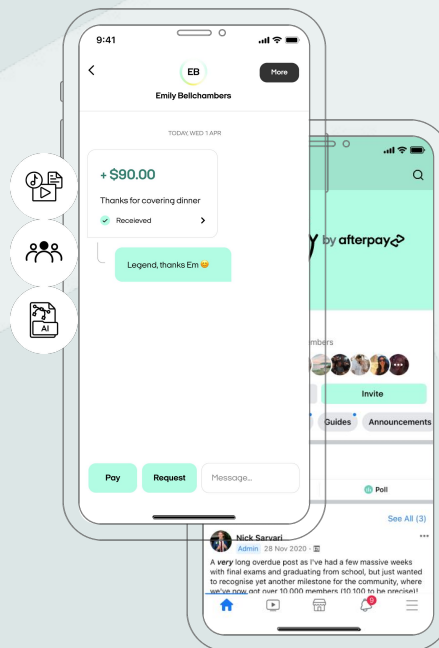 9:41
EB
More
Emily Bellchambers
TODAY, WED 1 APR
+ $90.00
Thanks for covering dinner
Receieved
Legend, thanks Em
AI
Pay
Request
Message...
by afterpay
Invite
Guides
Announcements
Poll
See All (3)
Nick Sarvari
Admin 28 Nov 2020
A very long overdue post as I've had a few massive weeks
with final exams and graduating from school, but just wanted
to recognise yet another milestone for the community, where
we've now got over 10,000 members (10,100 to be precise)!
9